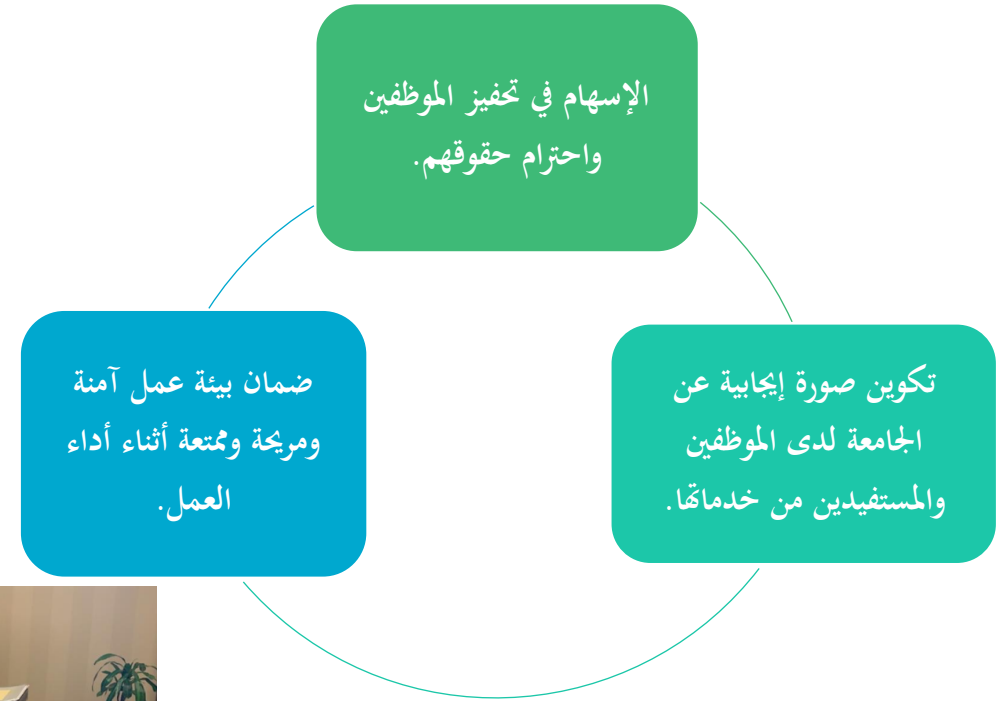 الإسهام في تحفيز الموظفين
واحترام حقوقهم.
تكوين صورة إيجابية عن
الجامعة لدى الموظفين
والمستفيدين من خدماتها.
ضمان بيئة عمل آمنة
ومريحة وممتعة أثناء أداء
العمل.